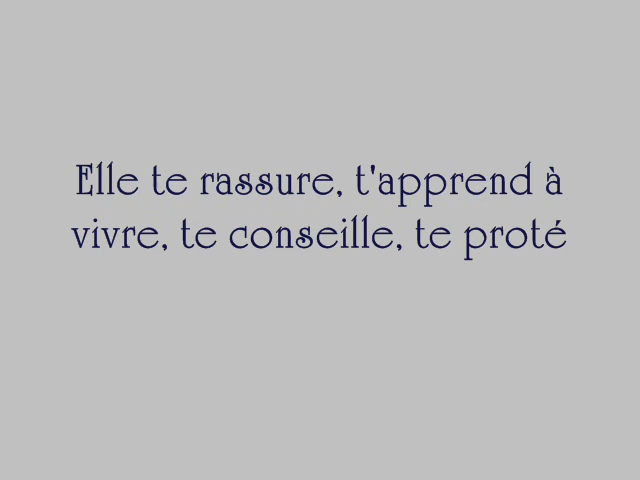 Elle te rassure, t'apprend à
vivre, te conseille, te proté